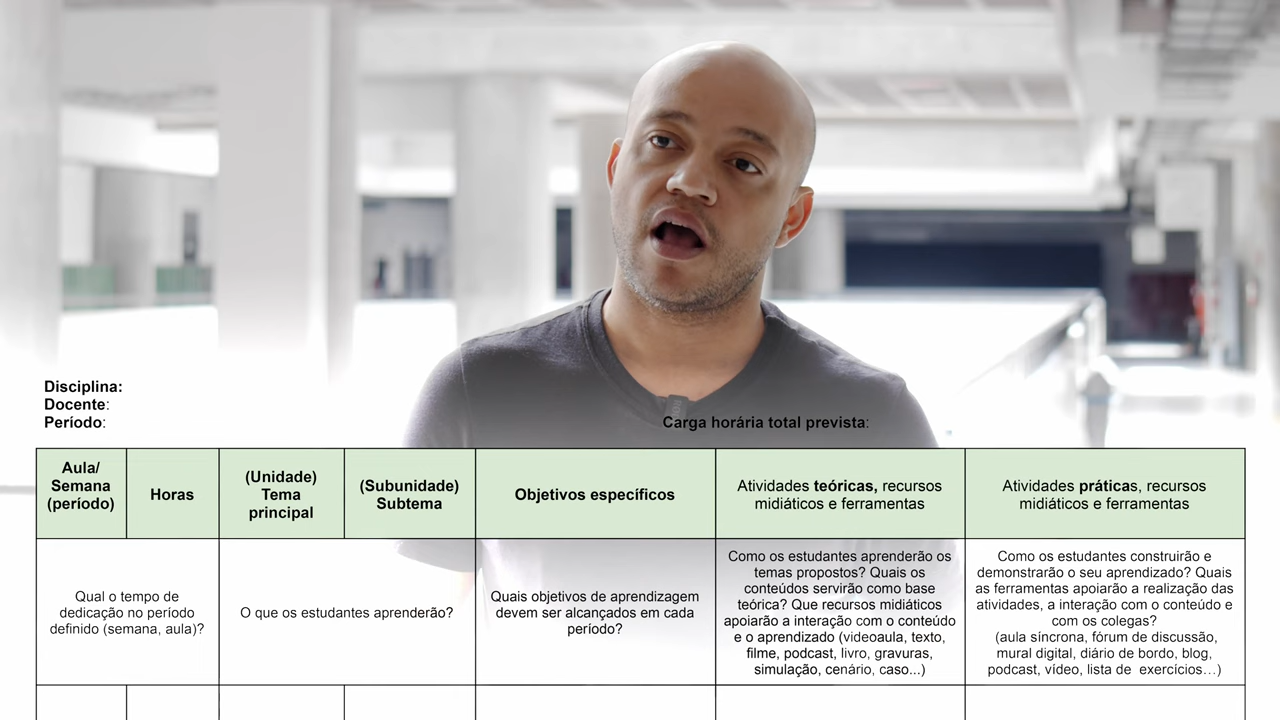 Disciplina:
Docente:
Período:
Carga horária total prevista:
Aula/
Semana
(período)
Horas
(Unidade)
Tema
principal
(Subunidade)
Subtema
Objetivos específicos
Atividades teóricas, recursos
midiáticos e ferramentas
Atividades práticas, recursos
midiáticos e ferramentas
Qual o tempo de
dedicação no período
definido (semana, aula)?
O que os estudantes aprenderão?
Quais objetivos de aprendizagem
devem ser alcançados em cada
período?
Como os estudantes aprenderão os
temas propostos? Quais os
conteúdos servirão como base
teórica? Que recursos midiáticos
apoiarão a interação com o conteúdo
e o aprendizado (videoaula, texto,
filme, podcast, livro, gravuras,
simulação, cenário, caso...)
Como os estudantes construirão e
demonstrarão o seu aprendizado? Quais
as ferramentas apoiarão a realização das
atividades, a interação com o conteúdo e
com os colegas?
(aula síncrona, fórum de discussão,
mural digital, diário de bordo, blog,
podcast, vídeo, lista de exercícios…)